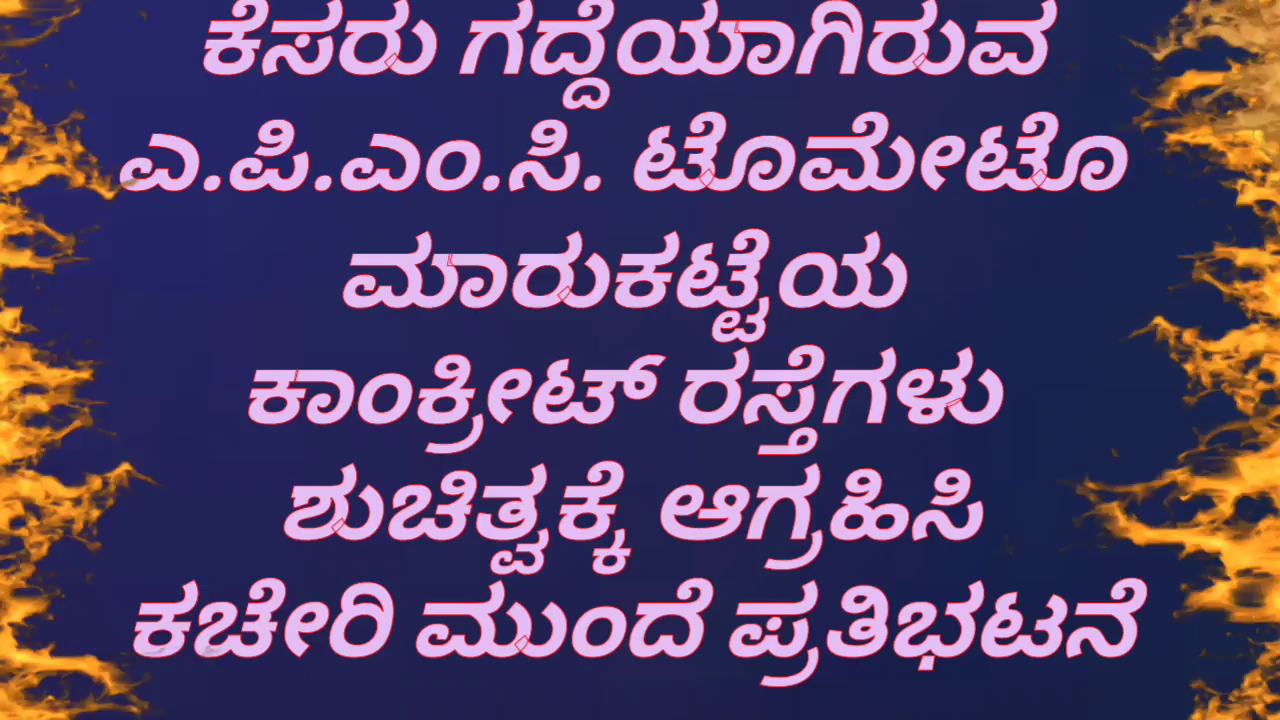 ಕೆಸರು ಗದ್ದೆಯಾಗಿರುವ
ಎ.ಪಿ.ಎಂ.ಸಿ. ಟೊಮೇಟೊ
ಮಾರುಕಟ್ಟೆಯ
ಕಾಂಕ್ರೀಟ್ ರಸ್ತೆಗಳು
ಶುಚಿತ್ವಕ್ಕೆ ಆಗ್ರಹಿಸಿ
ಕಚೇರಿ ಮುಂದೆ ಪ್ರತಿಭಟನೆ